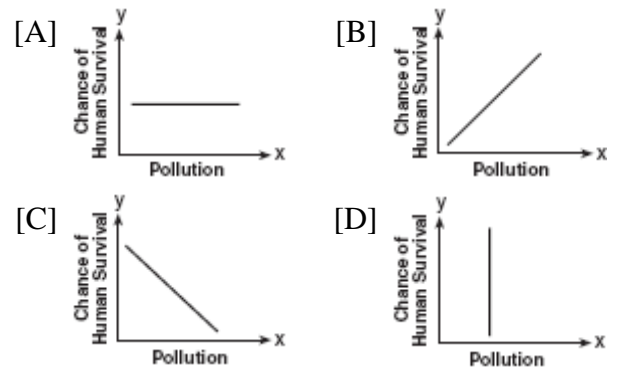 [A]
y
Chance of
Human Survival
x
Pollution
[B]
y
Chance of
Human Survival
x
Pollution
[C]
y
Chance of
Human Survival
x
Pollution
[D]
y
Chance of
Human Survival
x
Pollution